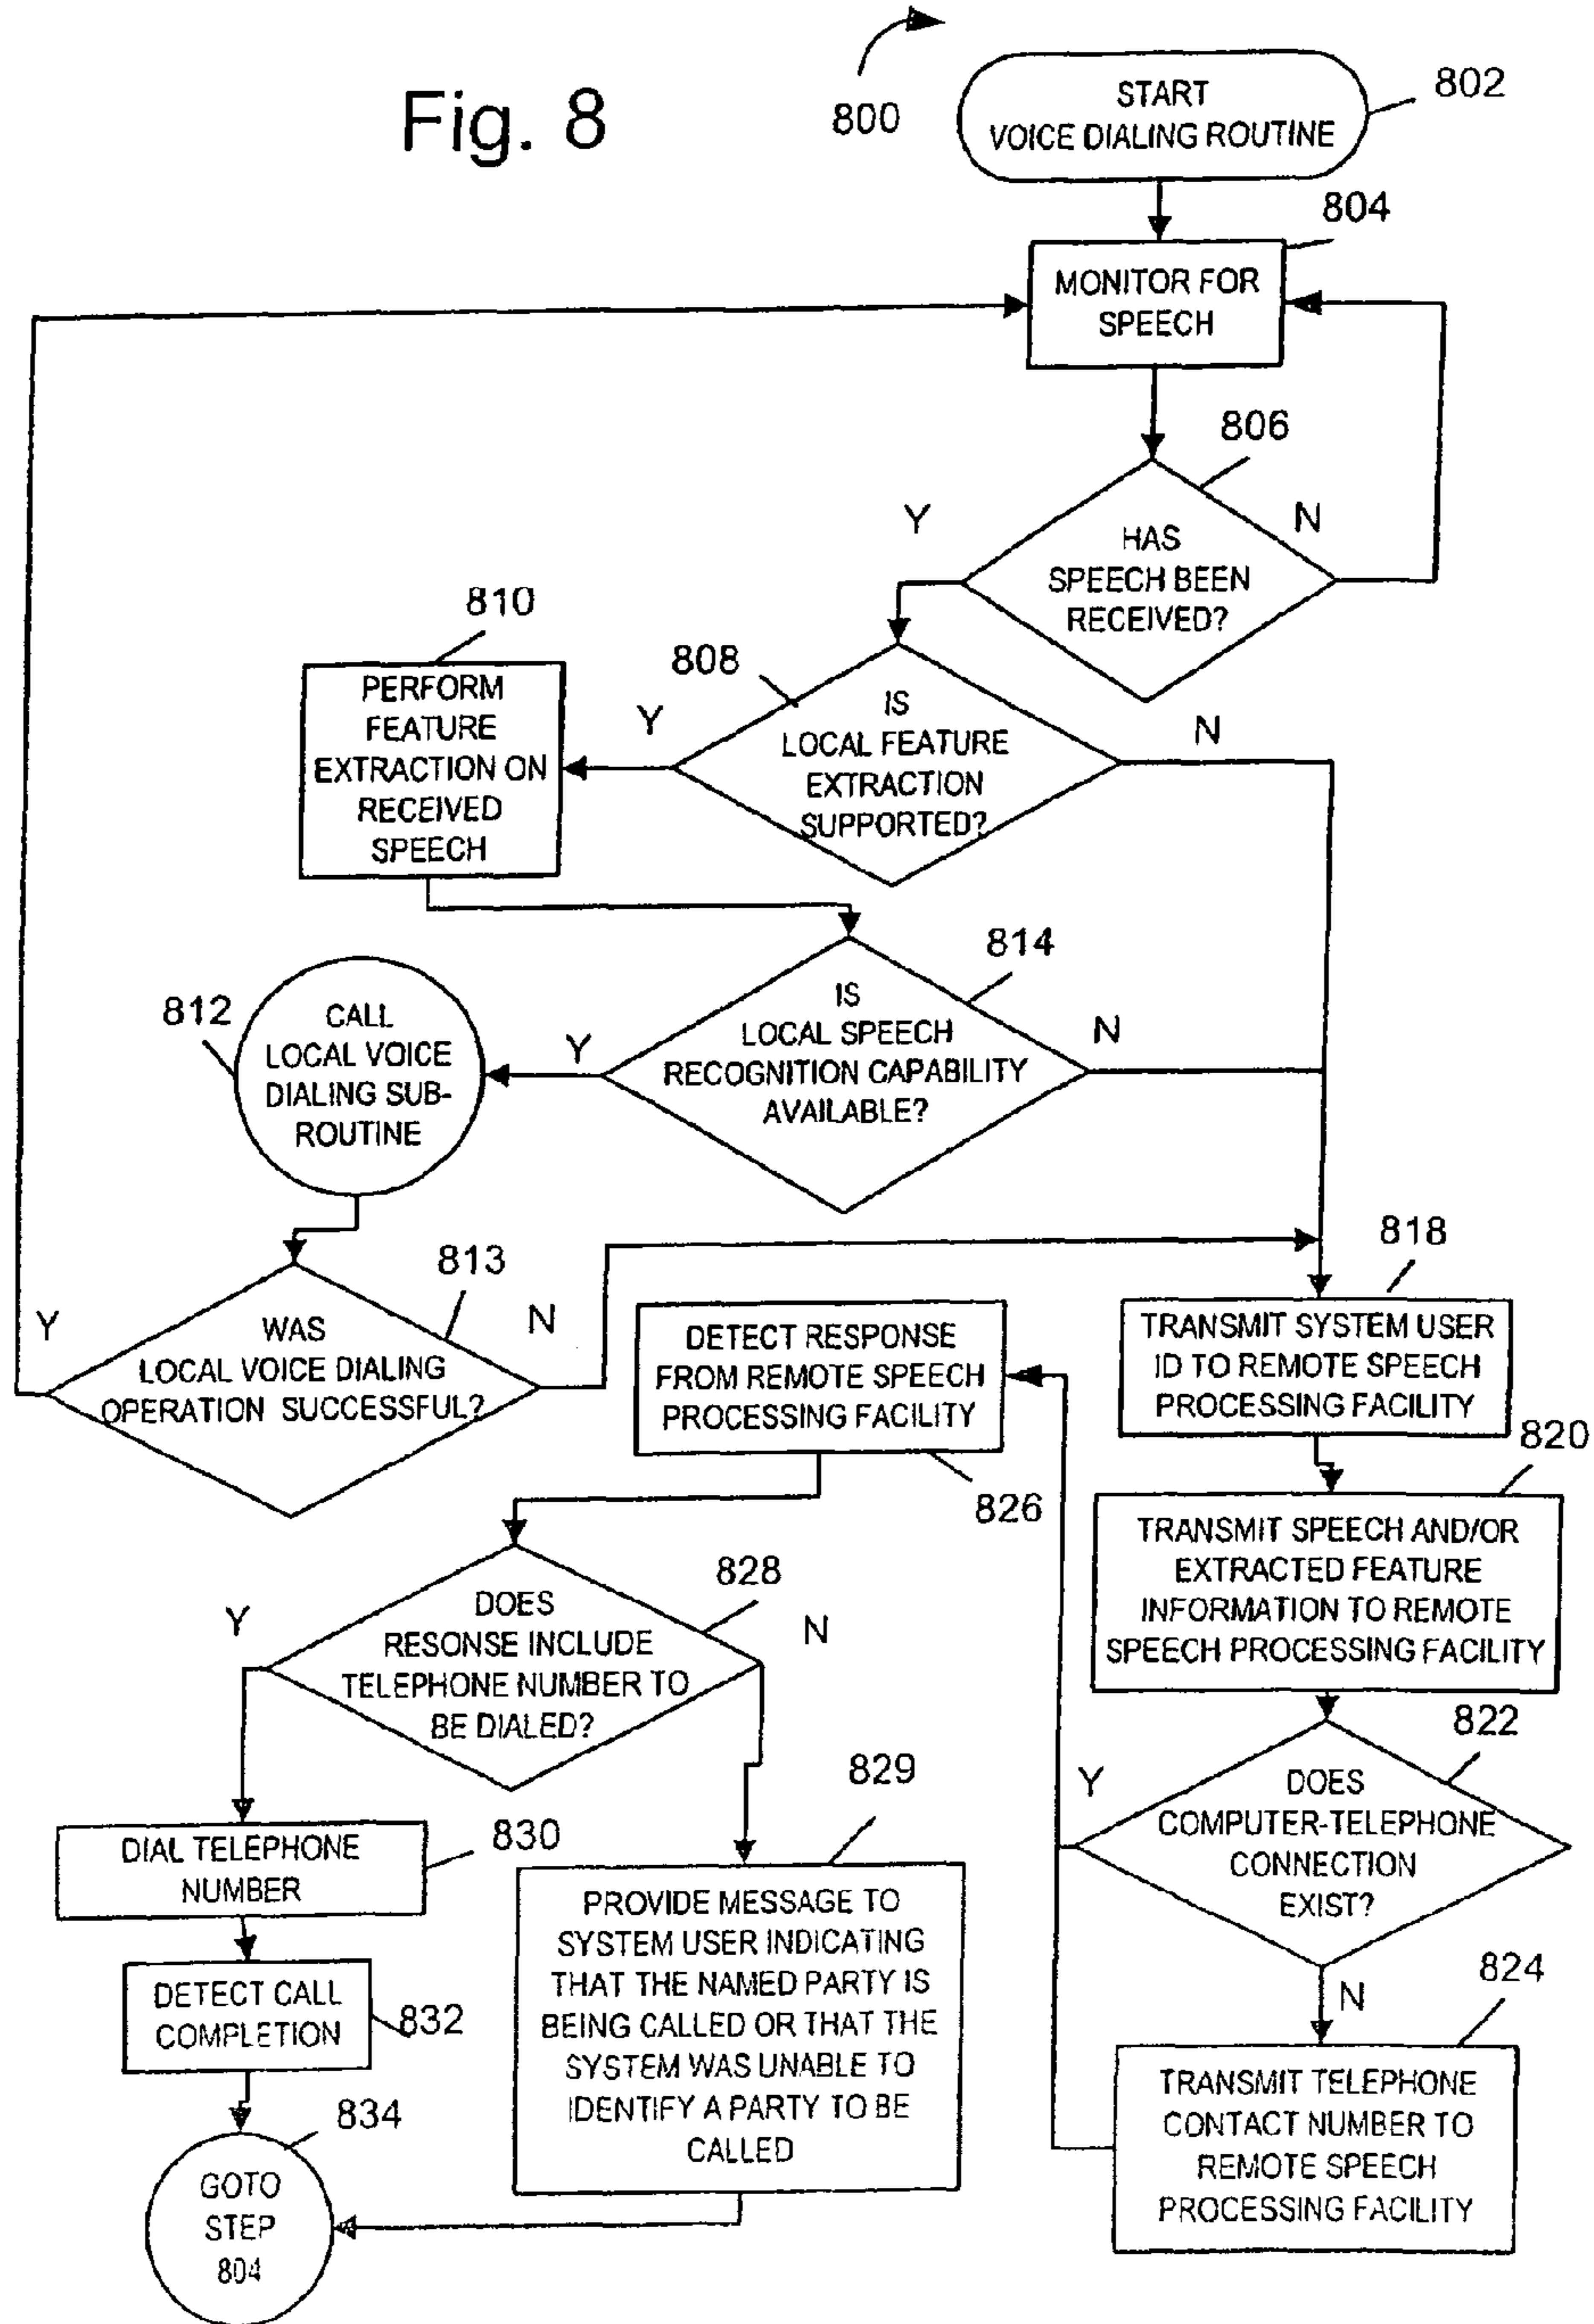 Fig. 8
800
START
VOICE DIALING ROUTINE
802
804
MONITOR FOR
SPEECH
806
Y
N
HAS
SPEECH BEEN
RECEIVED?
810
PERFORM
FEATURE
EXTRACTION ON
RECEIVED
SPEECH
808
Y
N
IS
LOCAL FEATURE
EXTRACTION
SUPPORTED?
814
IS
LOCAL SPEECH
RECOGNITION CAPABILITY
AVAILABLE?
Y
N
812
CALL
LOCAL VOICE
DIALING SUB-
ROUTINE
813
Y
N
WAS
LOCAL VOICE DIALING
OPERATION SUCCESSFUL?
818
TRANSMIT SYSTEM USER
ID TO REMOTE SPEECH
PROCESSING FACILITY
820
TRANSMIT SPEECH AND/OR
EXTRACTED FEATURE
INFORMATION TO REMOTE
SPEECH PROCESSING FACILITY
822
Y
DOES
COMPUTER-TELEPHONE
CONNECTION
EXIST?
N
824
TRANSMIT TELEPHONE
CONTACT NUMBER TO
REMOTE SPEECH
PROCESSING FACILITY
DETECT RESPONSE
FROM REMOTE SPEECH
PROCESSING FACILITY
826
828
Y
N
DOES
RESONSE INCLUDE
TELEPHONE NUMBER TO
BE DIALED?
829
PROVIDE MESSAGE TO
SYSTEM USER INDICATING
THAT THE NAMED PARTY IS
BEING CALLED OR THAT THE
SYSTEM WAS UNABLE TO
IDENTIFY A PARTY TO BE
CALLED
DIAL TELEPHONE
NUMBER
830
DETECT CALL
COMPLETION
832
834
GOTO
STEP
804